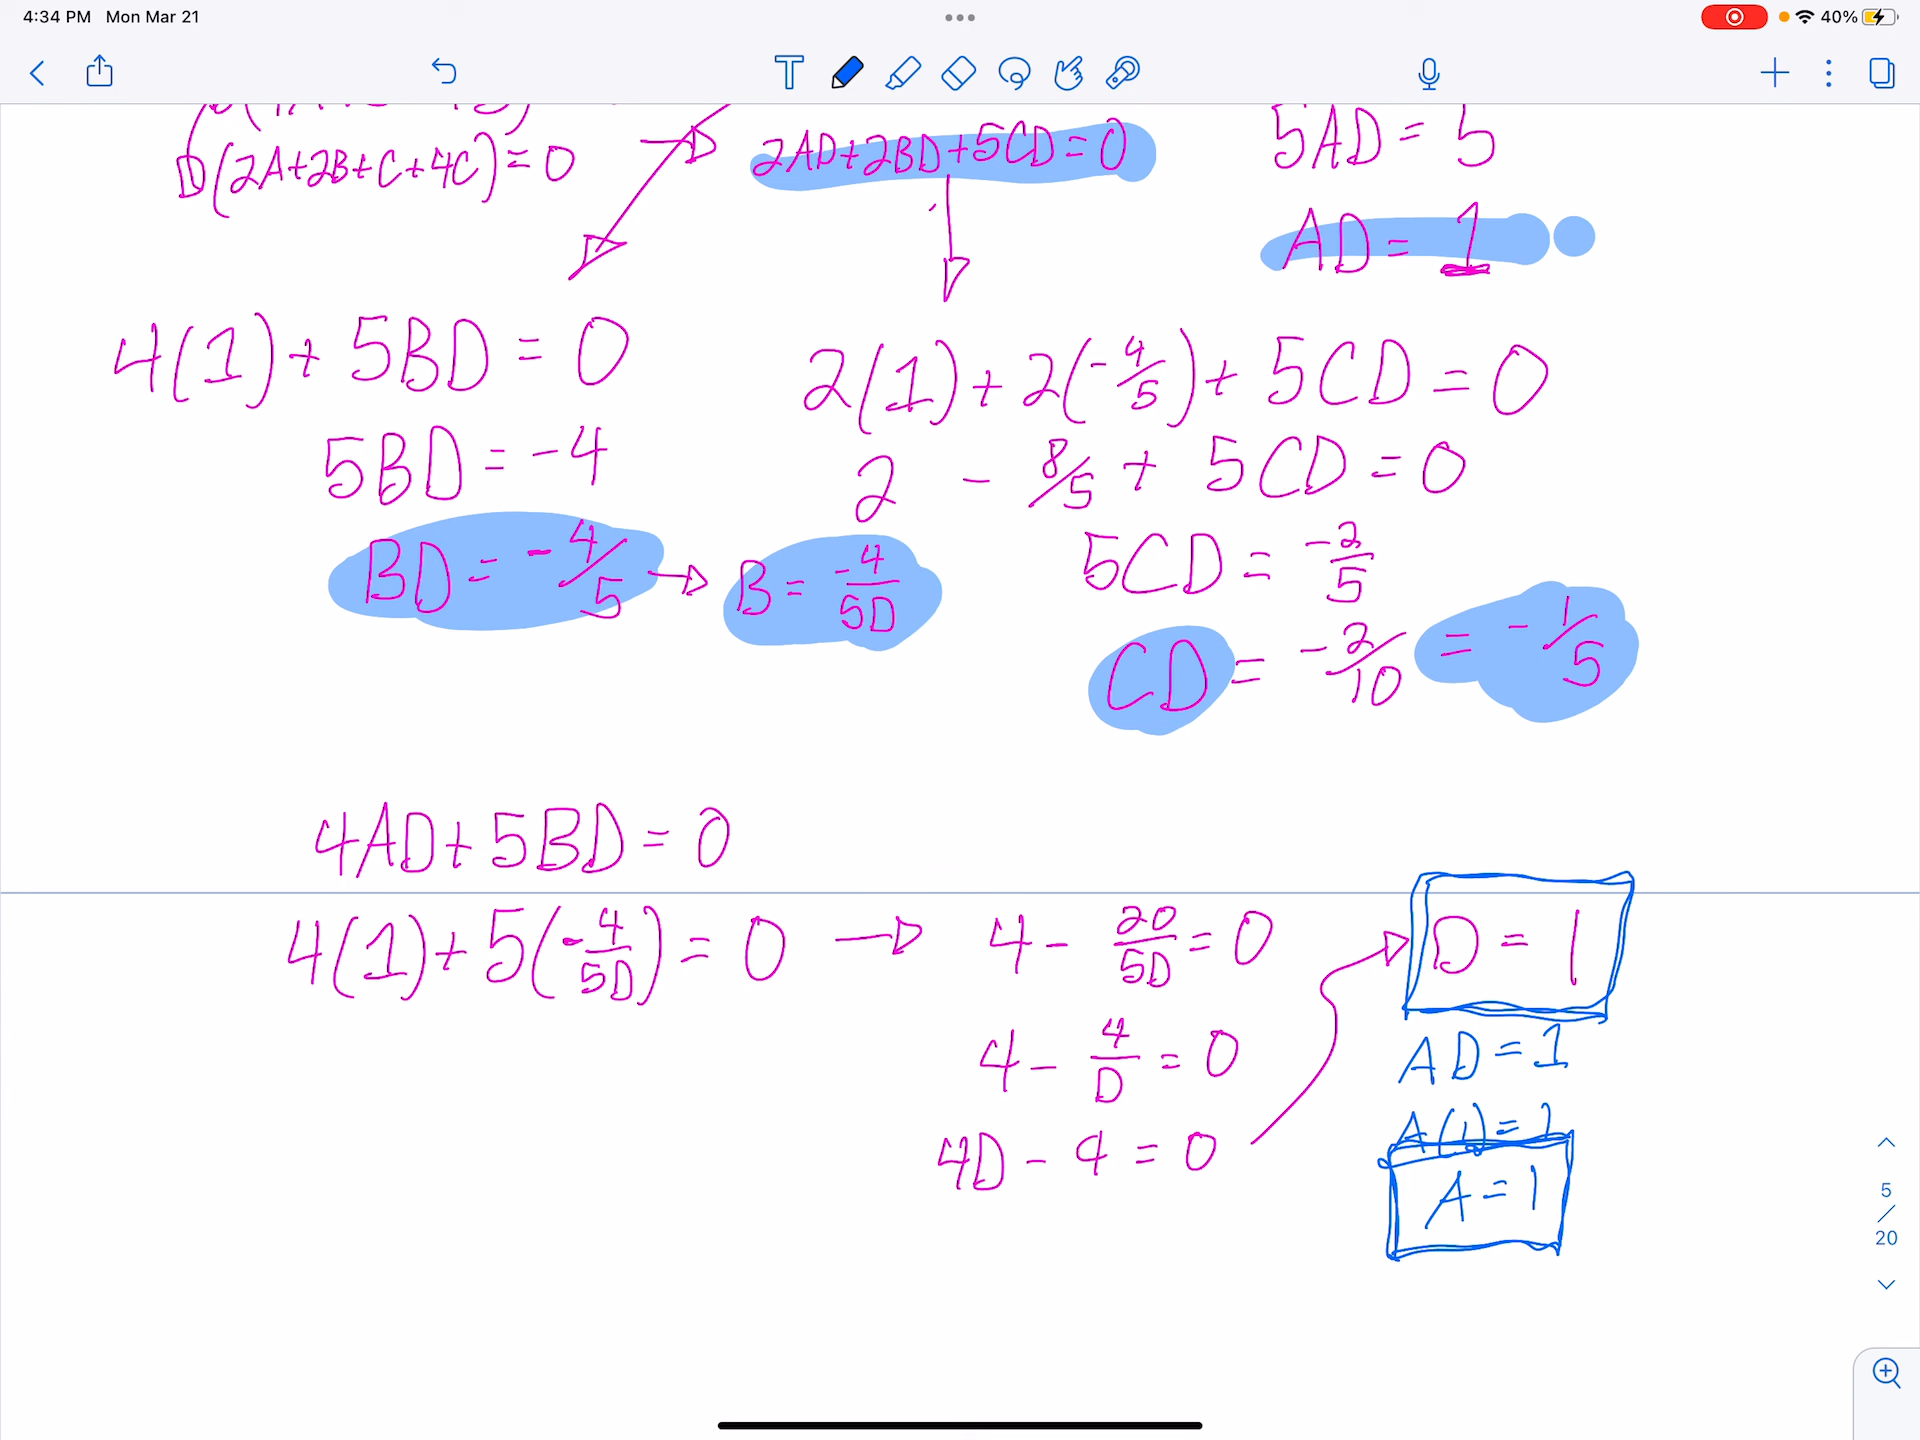 4:34 PM Mon Mar 21
40%
T
D(2A+2B+C+4C)=0
2AD+2BD+5CD=0
5AD=5
AD=1
4(1)+5BD=0
5BD=-4
BD=-4/5
B=-4/5D
2(1)+2(-4/5)+5CD=0
2 - 8/5 + 5CD=0
5CD=-2/5
CD=-2/10 = -1/5
4AD+5BD=0
4(1)+5(-4/5D)=0
4-20/5D=0
4-4/D=0
4D-4=0
D=1
AD=1
A(1)=1
A=1
5
/
20